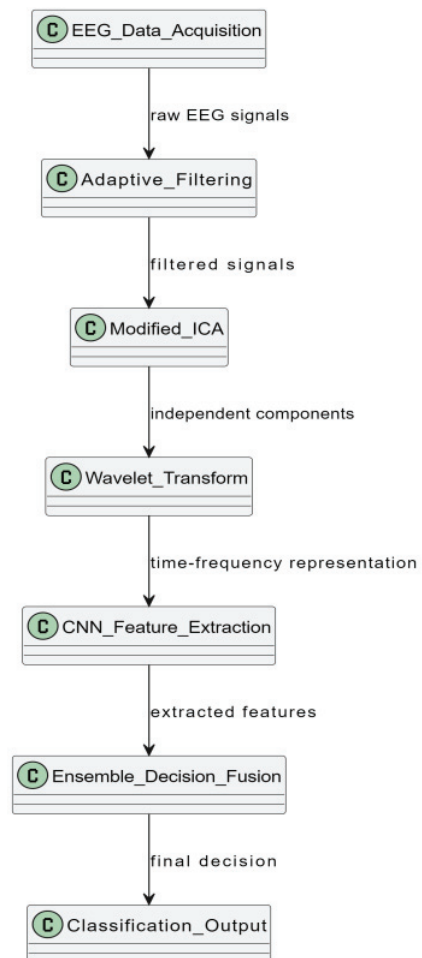 C EEG_Data_Acquisition
raw EEG signals
C Adaptive_Filtering
filtered signals
C Modified_ICA
independent components
C Wavelet_Transform
time-frequency representation
C CNN_Feature_Extraction
extracted features
C Ensemble_Decision_Fusion
final decision
C Classification_Output